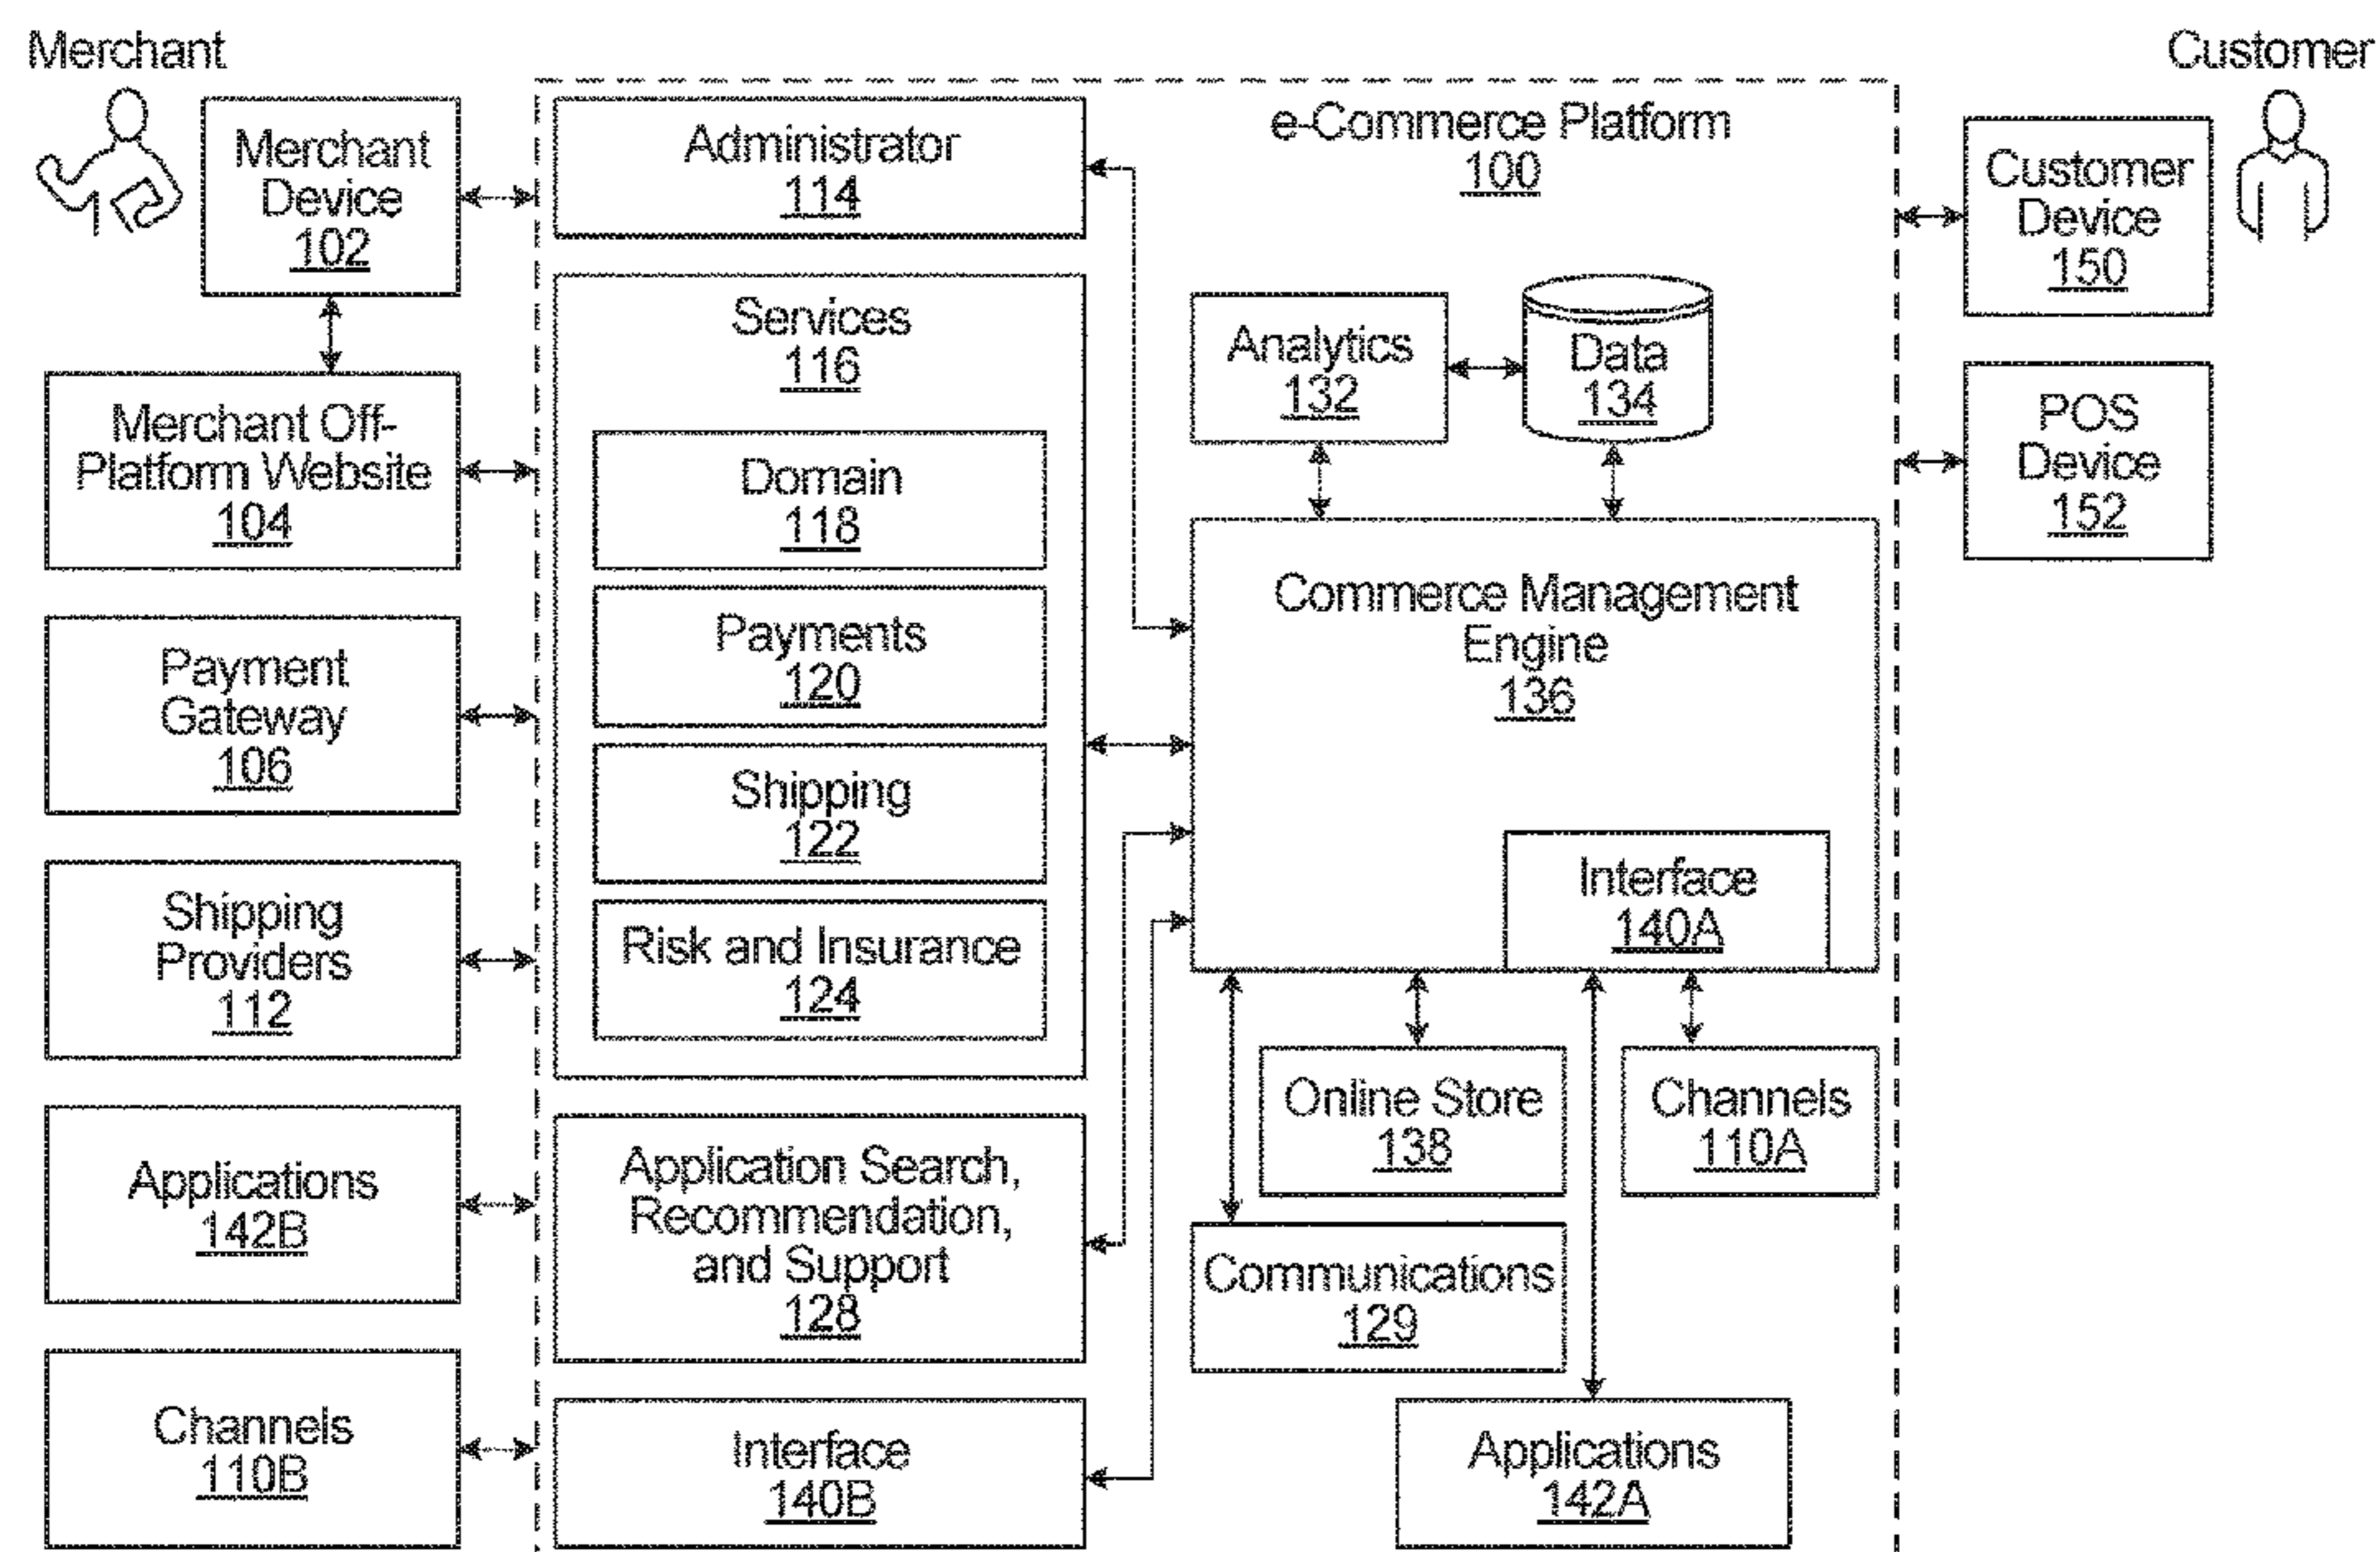 Merchant
Customer
Merchant
Device
102
Administrator
114
e-Commerce Platform
100
Customer
Device
150
Services
116
Analytics
132
Data
134
Merchant Off-
Platform Website
104
Domain
118
POS
Device
152
Payment
Gateway
106
Payments
120
Commerce Management
Engine
136
Shipping
122
Interface
140A
Shipping
Providers
112
Risk and Insurance
124
Online Store
138
Channels
110A
Applications
142B
Application Search,
Recommendation,
and Support
128
Communications
129
Channels
110B
Interface
140B
Applications
142A